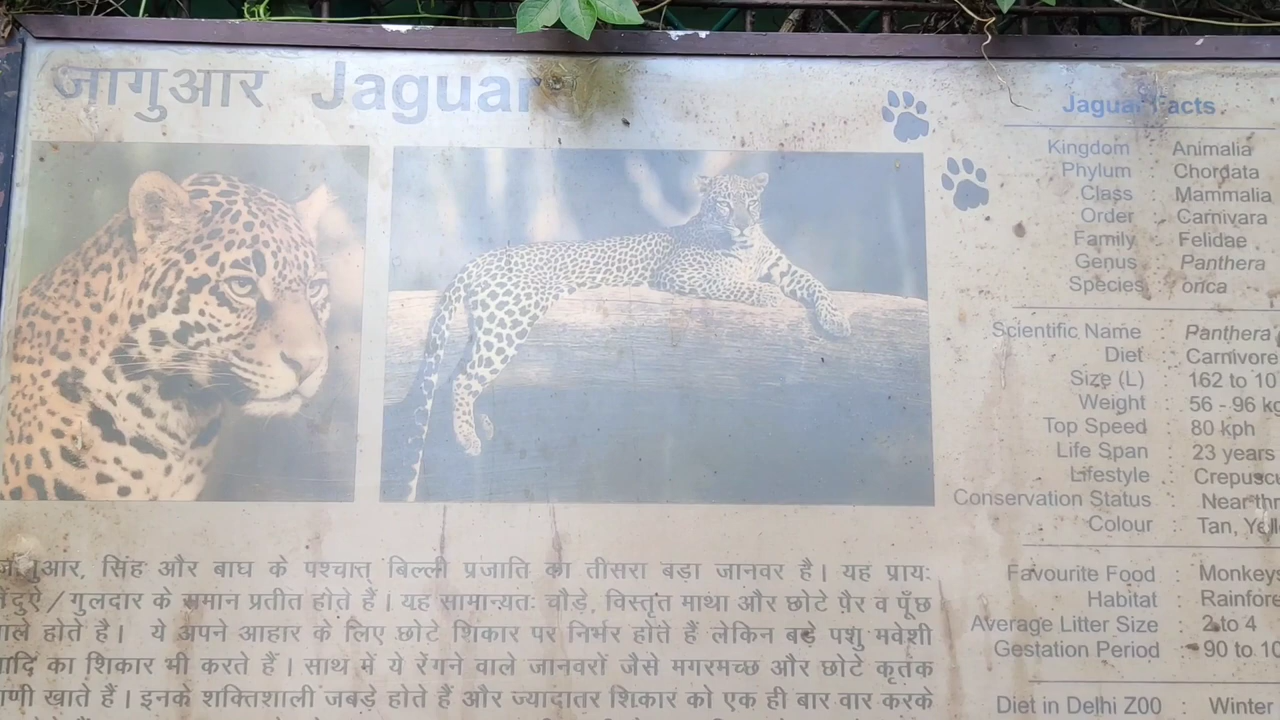 जागुआर Jaguar
Jaguar Facts
Kingdom : Animalia
Phylum : Chordata
Class : Mammalia
Order : Carnivara
Family : Felidae
Genus : Panthera
Species : onca
Scientific Name : Panthera
Diet : Carnivore
Size (L) : 162 to
Weight : 56 - 96
Top Speed : 80 kph
Life Span : 23 years
Lifestyle :
Conservation Status : Near
Colour : Tan,
Favourite Food : Monkeys
Habitat :
Average Litter Size : 2 to 4
Gestation Period : 90 to
Diet in Delhi Z00 : Winter
जागुआर, सिंह और बाघ के पश्चात् बिल्ली प्रजाति का तीसरा बड़ा जानवर है। यह प्रायः
तेंदुऐ / गुलदार के समान प्रतीत होते हैं। यह सामान्यतः चौड़े, विस्तृत माथा और छोटे पैर व पूँछ
वाले होते है। ये अपने आहार के लिए छोटे शिकार पर निर्भर होते हैं लेकिन बड़े पशु मवेशी
आदि का शिकार भी करते हैं। साथ में ये रेंगने वाले जानवरों जैसे मगरमच्छ और छोटे कृतंक
प्राणी खाते हैं। इनके शक्तिशाली जबड़े होते हैं और ज्यादातर शिकार को एक ही बार वार करके